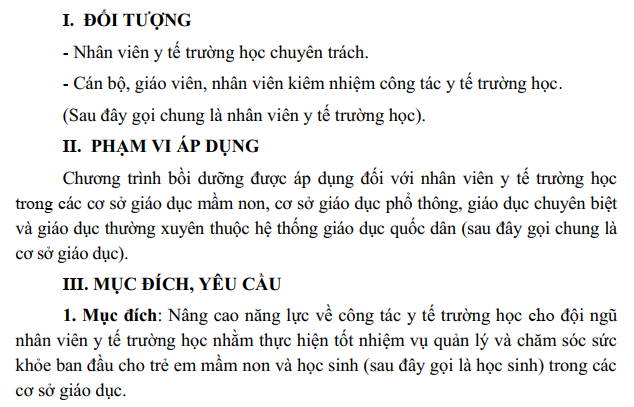 I. ĐỐI TƯỢNG
- Nhân viên y tế trường học chuyên trách.
- Cán bộ, giáo viên, nhân viên kiêm nhiệm công tác y tế trường học.
(Sau đây gọi chung là nhân viên y tế trường học).
II. PHẠM VI ÁP DỤNG
Chương trình bồi dưỡng được áp dụng đối với nhân viên y tế trường học
trong các cơ sở giáo dục mầm non, cơ sở giáo dục phổ thông, giáo dục chuyên biệt
và giáo dục thường xuyên thuộc hệ thống giáo dục quốc dân (sau đây gọi chung là
cơ sở giáo dục).
III. MỤC ĐÍCH, YÊU CẦU
1. Mục đích: Nâng cao năng lực về công tác y tế trường học cho đội ngũ
nhân viên y tế trường học nhằm thực hiện tốt nhiệm vụ quản lý và chăm sóc sức
khỏe ban đầu cho trẻ em mầm non và học sinh (sau đây gọi là học sinh) trong các
cơ sở giáo dục.